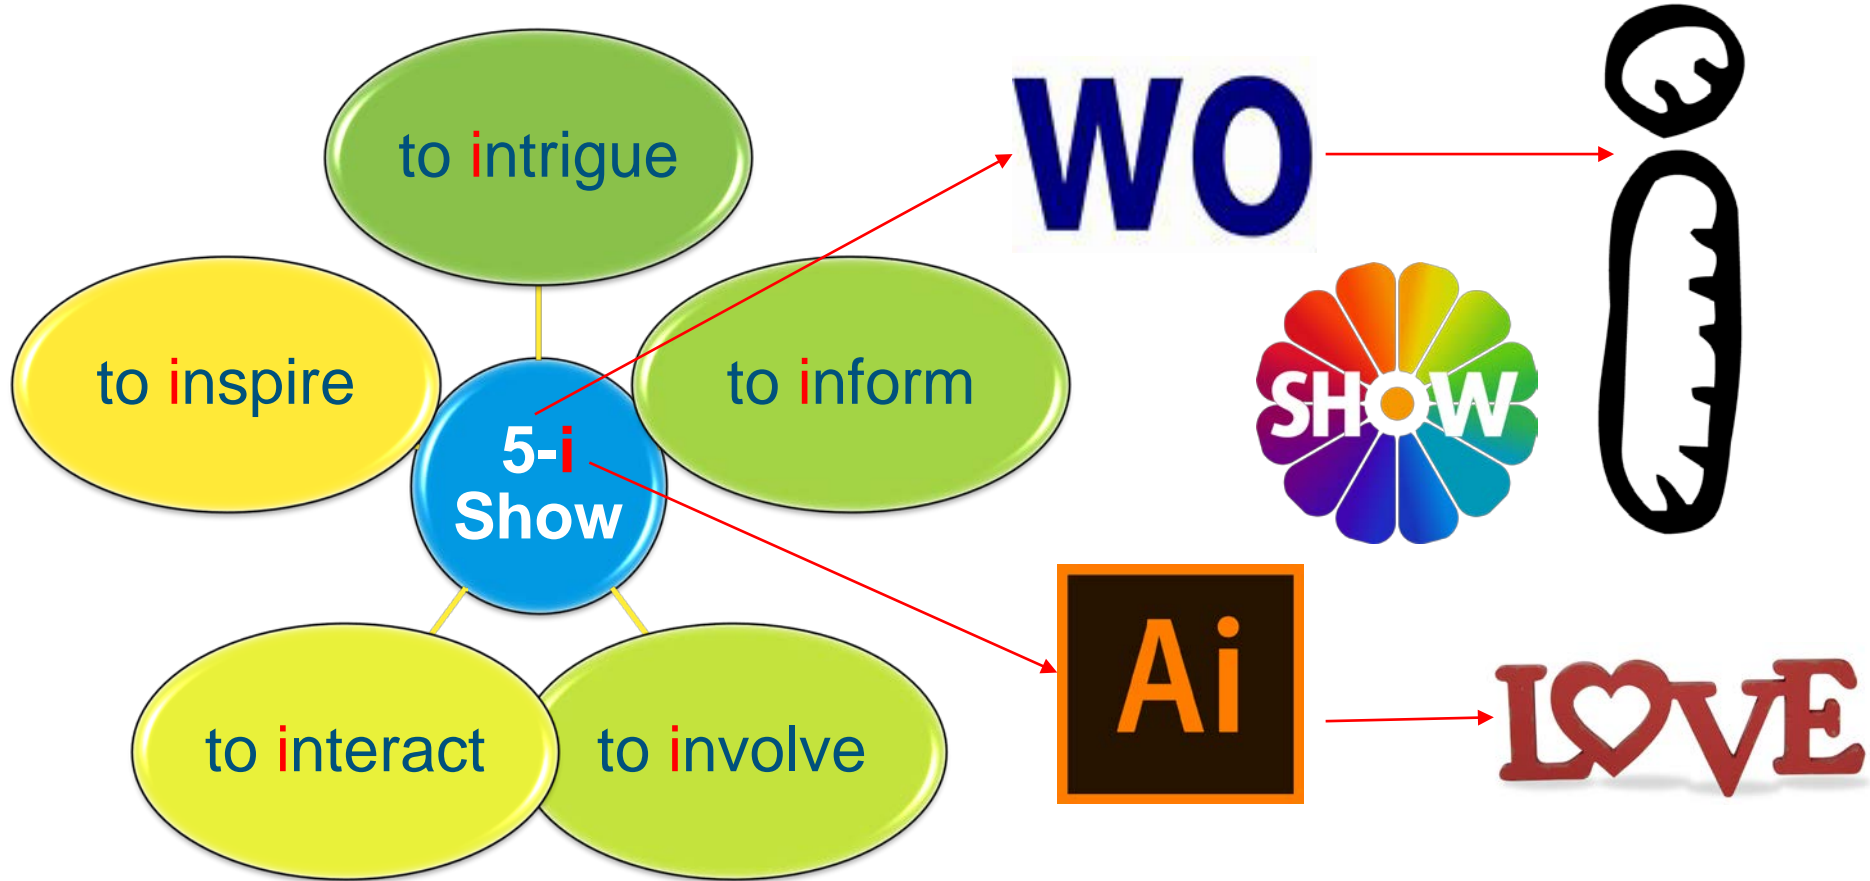 to intrigue
to inspire
5-i
Show
to inform
to interact
to involve
WO
i
SHOW
Ai
LOVE